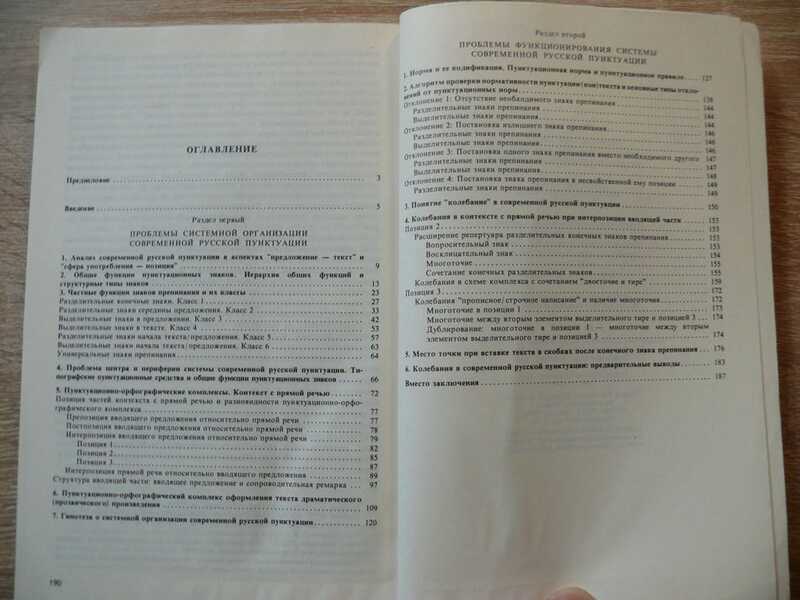 ОГЛАВЛЕНИЕ
Предисловие 3
Введение 5
Раздел первый
ПРОБЛЕМЫ СИСТЕМНОЙ ОРГАНИЗАЦИИ
СОВРЕМЕННОЙ РУССКОЙ ПУНКТУАЦИИ
1. Анализ современной русской пунктуации в аспектах "предложение — текст" и
"сфера употребления — позиция" 9
2. Общие функции пунктуационных знаков. Иерархия общих функций и
структурные типы знаков 13
3. Частные функции знаков препинания и их классы 23
Разделительные конечные знаки. Класс 1 27
Разделительные знаки середины предложения. Класс 2 33
Выделительные знаки в предложении. Класс 3 42
Выделительные знаки в тексте. Класс 4 53
Разделительные знаки начала текста/предложения. Класс 5 57
Выделительные знаки начала текста/предложения. Класс 6 63
Универсальные знаки препинания 64
4. Проблема центра и периферии системы современной русской пунктуации. Ти-
пографские пунктуационные средства и общие функции пунктуационных знаков 66
5. Пунктуационно-орфографические комплексы. Контекст с прямой речью 72
Позиция частей контекста с прямой речью и разновидности пунктуационно-орфо-
графического комплекса 77
Препозиция вводящего предложения относительно прямой речи 77
Постпозиция вводящего предложения относительно прямой речи 78
Интерпозиция вводящего предложения относительно прямой речи 79
Позиция 1 82
Позиция 2 85
Позиция 3 87
Интерпозиция прямой речи относительно вводящего предложения 89
Структура вводящей части: вводящее предложение и сопроводительная ремарка 97
6. Пунктуационно-орфографический комплекс оформления текста драматического
(прозаического) произведения 109
7. Гипотеза о системной организации современной русской пунктуации 120
190
Раздел второй
ПРОБЛЕМЫ ФУНКЦИОНИРОВАНИЯ СИСТЕМЫ
СОВРЕМЕННОЙ РУССКОЙ ПУНКТУАЦИИ
1. Норма и ее кодификация. Пунктуационная норма и пунктуационное правило 127
2. Алгоритм проверки нормативности пунктуации текста и основные типы откло-
нений от пунктуационных норм 138
Отклонение 1: Отсутствие необходимого знака препинания 144
Разделительные знаки препинания 144
Выделительные знаки препинания 144
Отклонение 2: Постановка излишнего знака препинания 146
Разделительные знаки препинания 146
Выделительные знаки препинания 146
Отклонение 3: Постановка одного знака препинания вместо необходимого другого 147
Разделительные знаки препинания 147
Выделительные знаки препинания 148
Отклонение 4: Постановка знака препинания в несвойственной ему позиции 149
Разделительные знаки препинания 149
3. Понятие "колебание" в современной русской пунктуации 150
4. Колебания в контексте с прямой речью при интерпозиции вводящей части 153
Позиция 2 153
Расширение репертуара разделительных конечных знаков препинания 153
Вопросительный знак 153
Восклицательный знак 154
Многоточие 155
Сочетание конечных разделительных знаков 155
Колебания в схеме комплекса с сочетанием "двоеточие и тире" 159
Позиция 3 172
Колебания "прописное/строчное написание" и наличие многоточия 172
Многоточие в позиции 1 173
Многоточие между вторым элементом выделительного тире и позицией 3 174
Дублирование: многоточие в позиции 1 — многоточие между вторым
элементом выделительного тире и позицией 3 174
5. Место точки при вставке текста в скобках после конечного знака препинания 176
6. Колебания в современной русской пунктуации: предварительные выводы 183
Вместо заключения 187